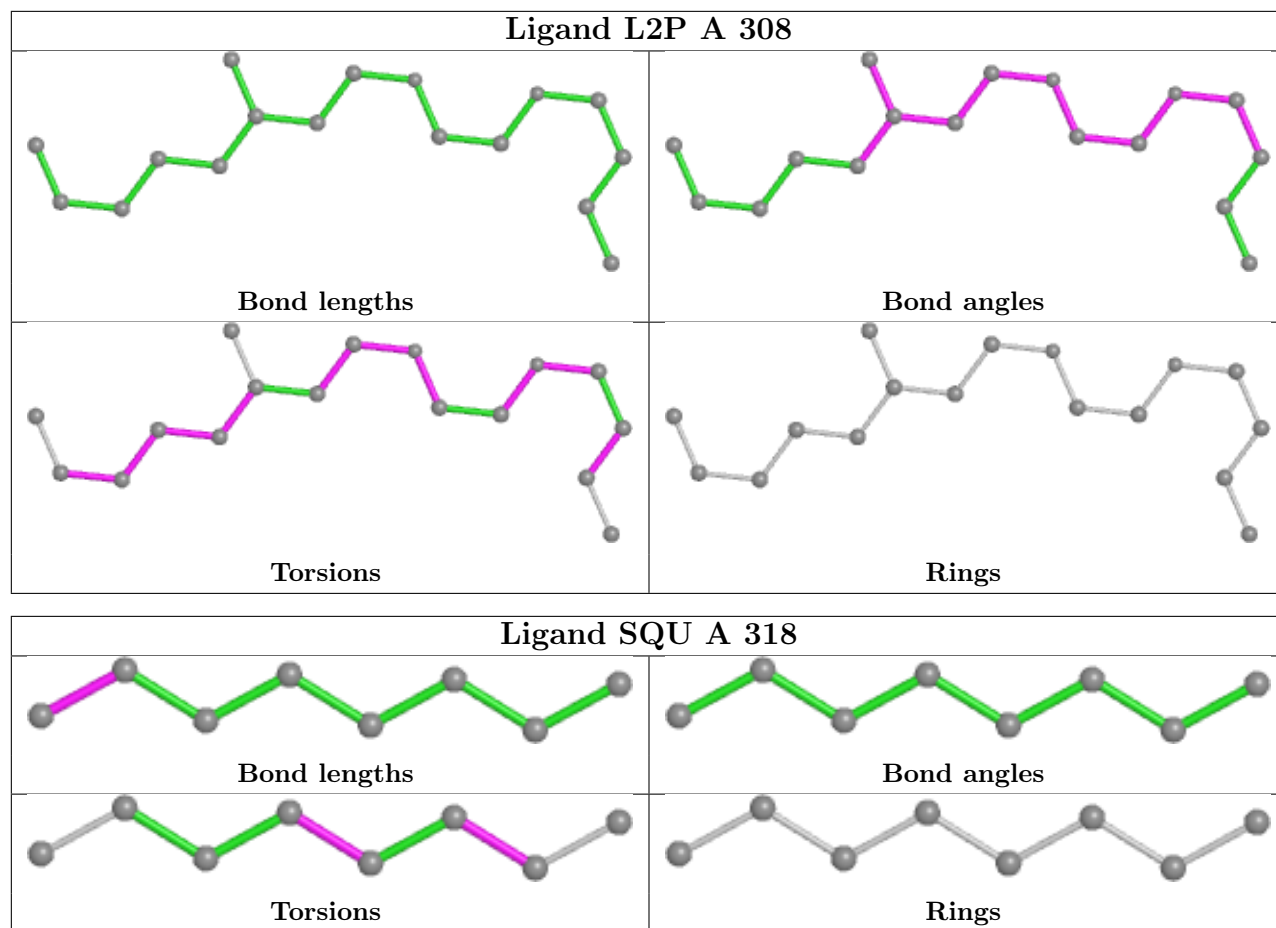 Ligand L2P A 308
Bond lengths
Bond angles
Torsions
Rings
Ligand SQU A 318
Bond lengths
Bond angles
Torsions
Rings